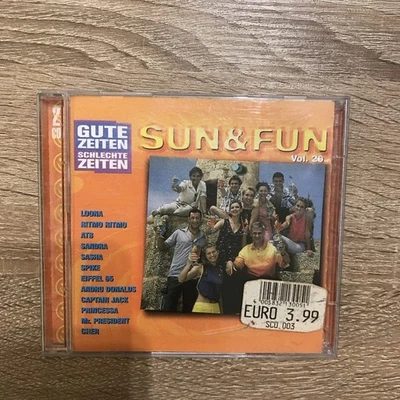 2
CD
GUTE
ZEITEN
SCHLECHTE
ZEITEN
SUN&FUN
Vol. 20
LOONA
RITMO RITMO
ATB
SANDRA
SASHA
SPIKE
EIFFEL 65
ANDRU DONALDS
CAPTAIN JACK
PRINCESSA
Mr. PRESIDENT
CHER
EURO 3.99
SCD 003